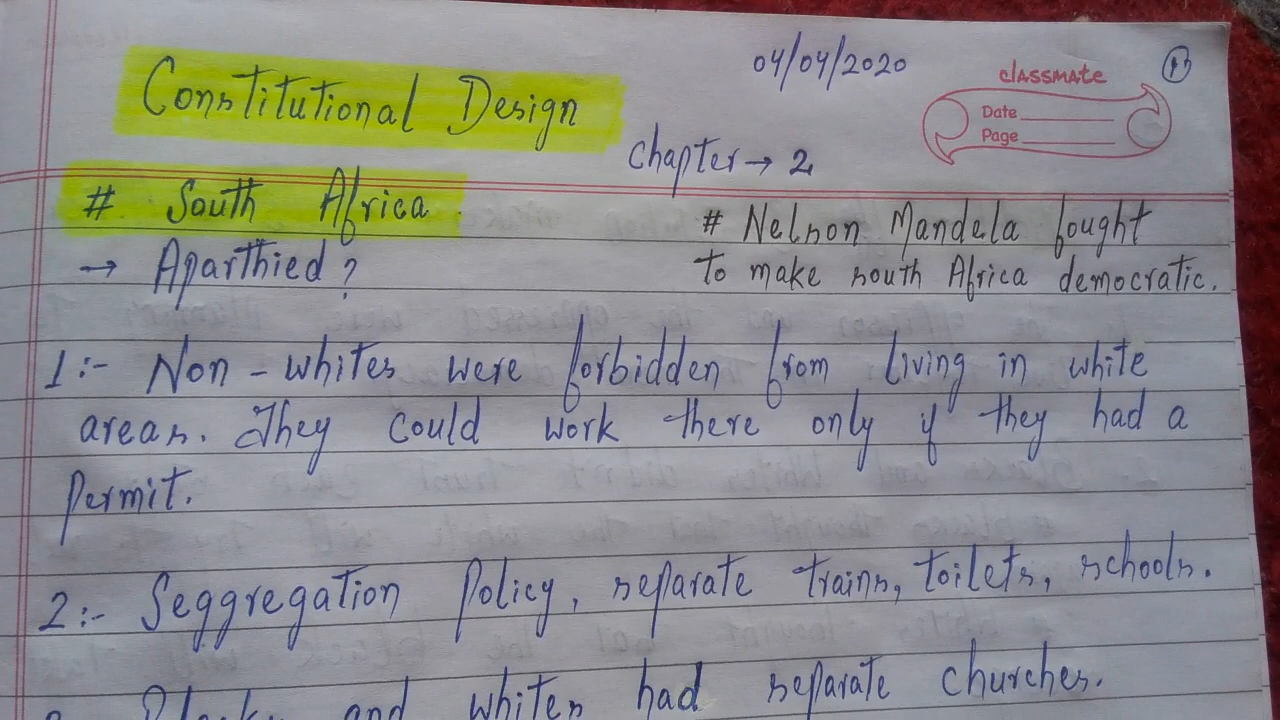 04/04/2020
1
classmate
Date
Page
Constitutional Design
Chapter → 2
# South Africa
# Nelson Mandela fought
to make south Africa democratic.
→ Aparthied?
1:- Non-whites were forbidden from living in white
areas. They could work there only if they had a
permit.
2:- Seggregation Policy, separate trains, toilets, schools.
Blacks and whites had separate churches.